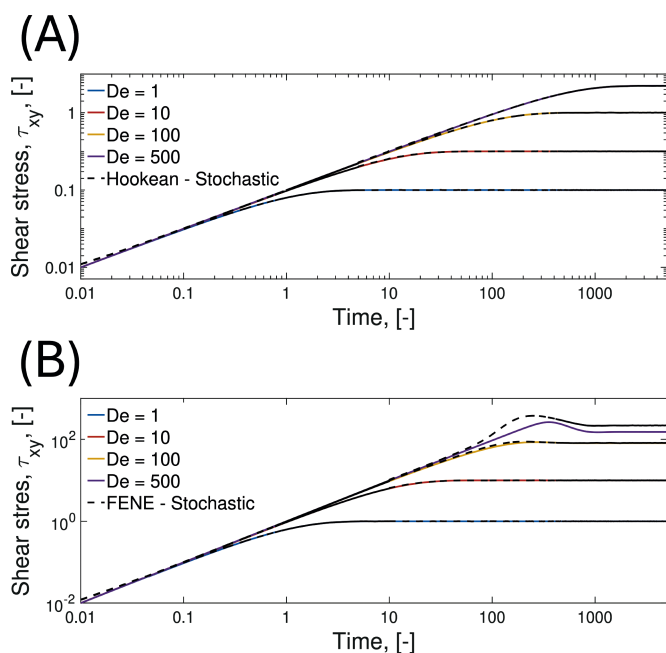 (A)
Shear stress, τxy, [-]
1
0.1
0.01
De = 1
De = 10
De = 100
De = 500
Hookean - Stochastic
0.01 0.1 1 10 100 1000
Time, [-]
(B)
Shear stres, τxy, [-]
10^2
10^0
10^-2
De = 1
De = 10
De = 100
De = 500
FENE - Stochastic
0.01 0.1 1 10 100 1000
Time, [-]